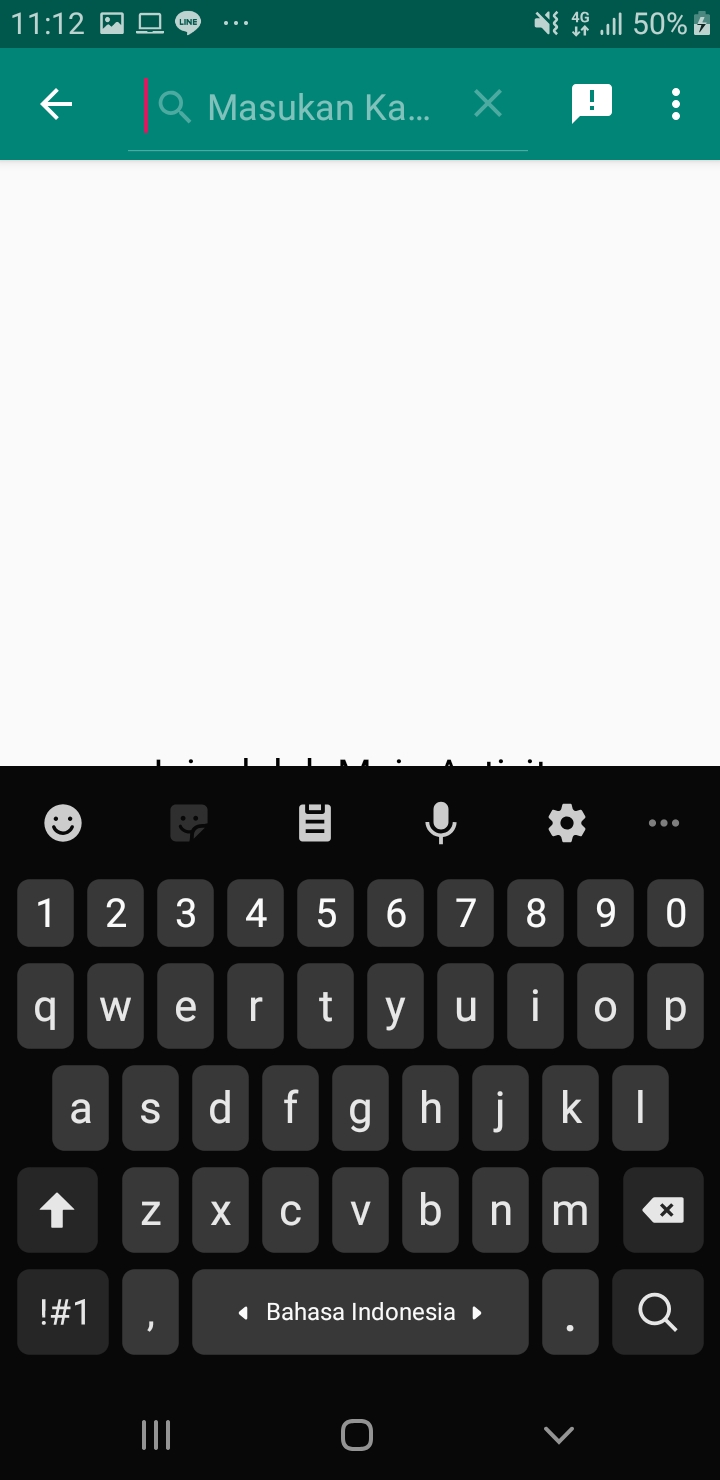 11:12 LINE 4G 50%
Masukan Ka...
1 2 3 4 5 6 7 8 9 0
q w e r t y u i o p
a s d f g h j k l
z x c v b n m
!#1 , Bahasa Indonesia .